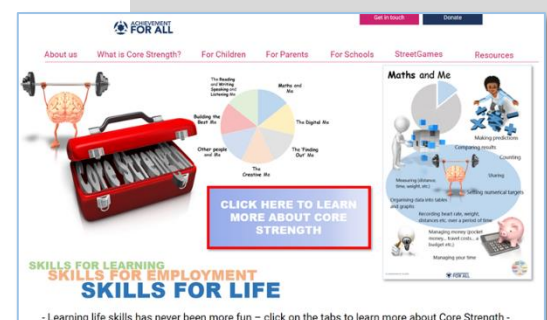 ACHIEVEMENT
FOR ALL
Get in touch
Donate
About us
What is Core Strength?
For Children
For Parents
For Schools
StreetGames
Resources
The Reading
and Writing
Speaking and
Listening Me
Maths and
Me
Building the
Best Me
The Digital
Me
Other people
and Me
The 'Finding
Out' Me
The
Creative Me
CLICK HERE TO LEARN
MORE ABOUT CORE
STRENGTH
Maths and Me
Making predictions
Comparing results
Counting
Sharing
Setting numerical targets
Measuring (distance,
time, weight, etc.)
Organising data into tables
and graphs
Recording heart rate, weight,
distances etc. over a period of time
Managing money (pocket
money, travel costs, a
budget etc.)
Managing your time
FOR ALL
SKILLS FOR LEARNING
SKILLS FOR EMPLOYMENT
SKILLS FOR LIFE
- Learning life skills has never been more fun – click on the tabs to learn more about Core Strength -